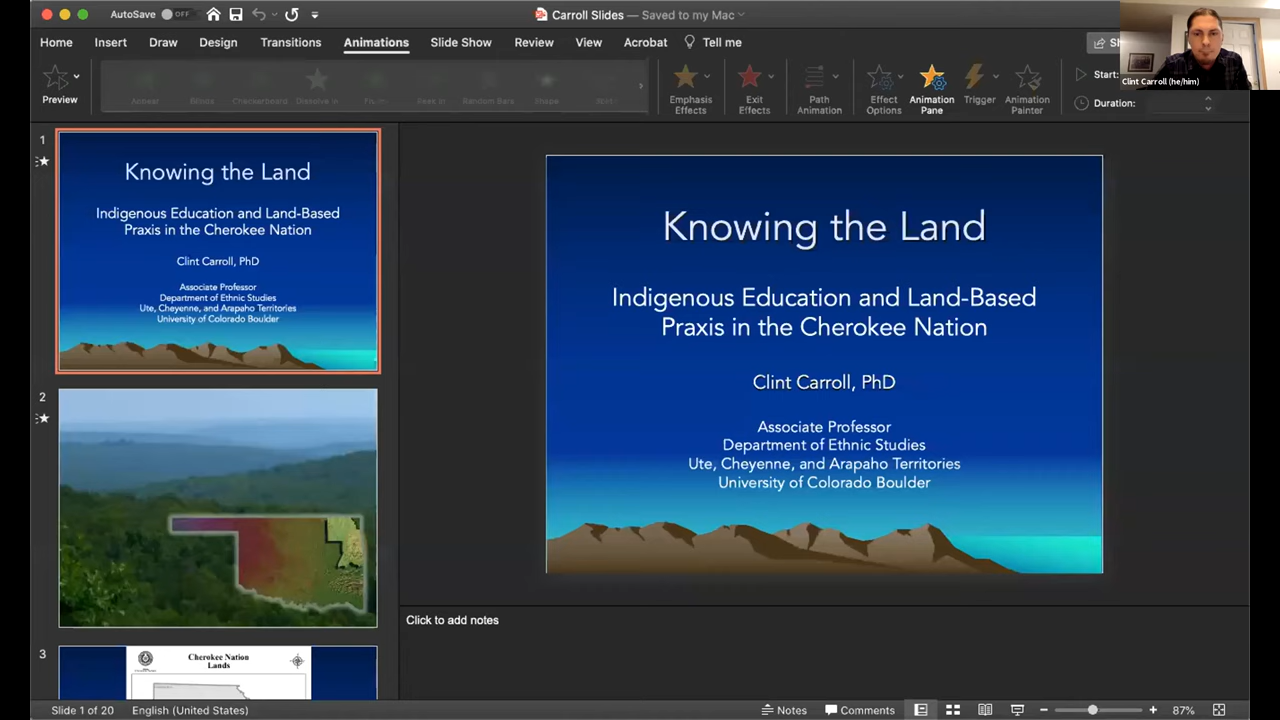 AutoSave OFF
Carroll Slides — Saved to my Mac
Home Insert Draw Design Transitions Animations Slide Show Review View Acrobat Tell me
Clint Carroll (he/him)
Preview
Random Bars
Shape
Emphasis
Effects
Exit
Effects
Path
Animation
Effect
Options
Animation
Pane
Trigger
Animation
Painter
Start:
Duration:
1
Knowing the Land
Indigenous Education and Land-Based
Praxis in the Cherokee Nation
Clint Carroll, PhD
Associate Professor
Department of Ethnic Studies
Ute, Cheyenne, and Arapaho Territories
University of Colorado Boulder
2
3
Cherokee Nation
Lands
Knowing the Land
Indigenous Education and Land-Based
Praxis in the Cherokee Nation
Clint Carroll, PhD
Associate Professor
Department of Ethnic Studies
Ute, Cheyenne, and Arapaho Territories
University of Colorado Boulder
Click to add notes
Slide 1 of 20 English (United States) Notes Comments 87%